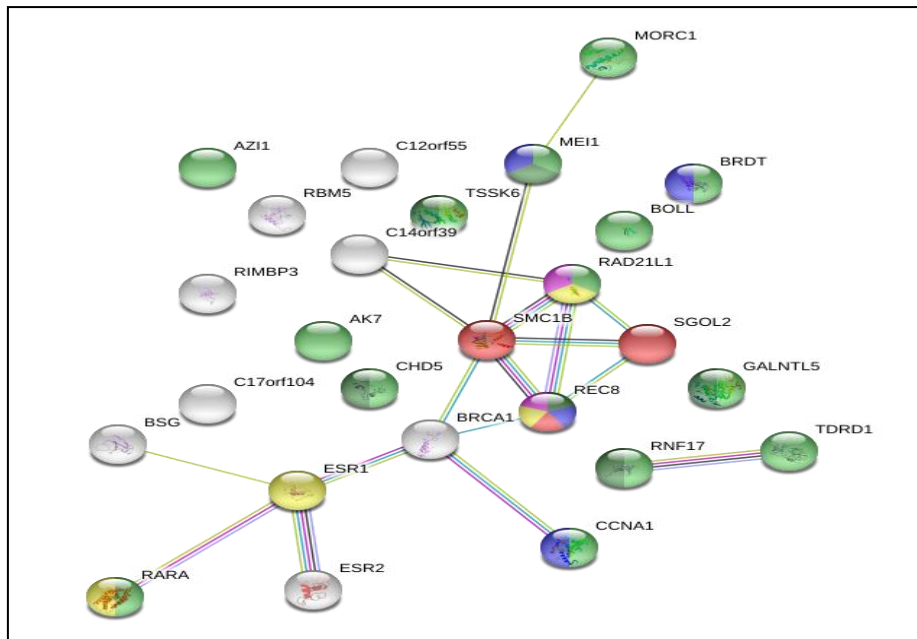 MORC1
AZI1
C12orf55
MEI1
BRDT
RBM5
TSSK6
BOLL
C14orf39
RAD21L1
RIMBP3
AK7
SMC1B
SGOL2
C17orf104
CHD5
REC8
GALNTL5
BSG
BRCA1
RNF17
TDRD1
ESR1
CCNA1
RARA
ESR2